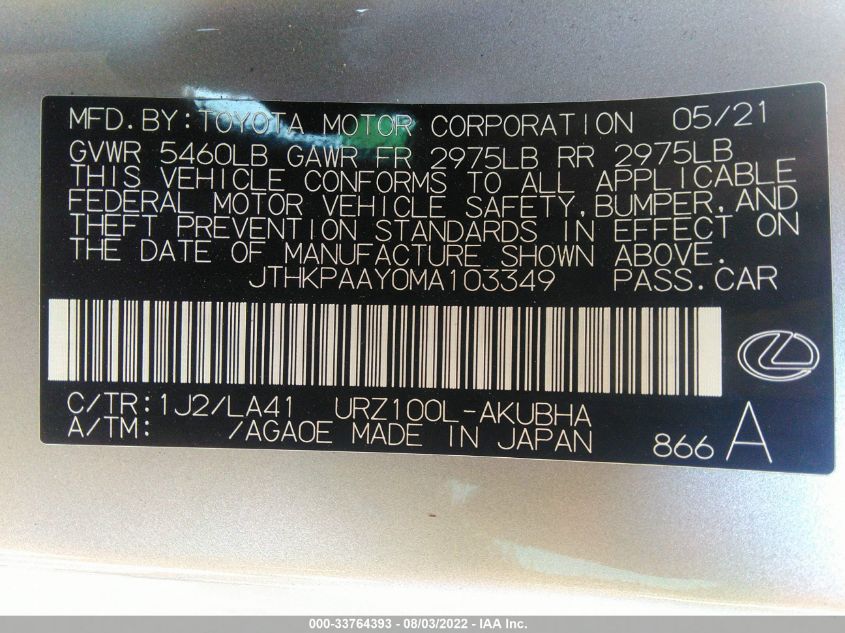 MFD.BY:TOYOTA MOTOR CORPORATION 05/21
GVWR 5460LB GAWR FR 2975LB RR 2975LB
THIS VEHICLE CONFORMS TO ALL APPLICABLE
FEDERAL MOTOR VEHICLE SAFETY,BUMPER,AND
THEFT PREVENTION STANDARDS IN EFFECT ON
THE DATE OF MANUFACTURE SHOWN ABOVE.
JTHKPAAY0MA103349 PASS.CAR
C/TR:1J2/LA41 URZ100L-AKUBHA
A/TM: /AGA0E MADE IN JAPAN 866 A
000-33764393 - 08/03/2022 - IAA Inc.